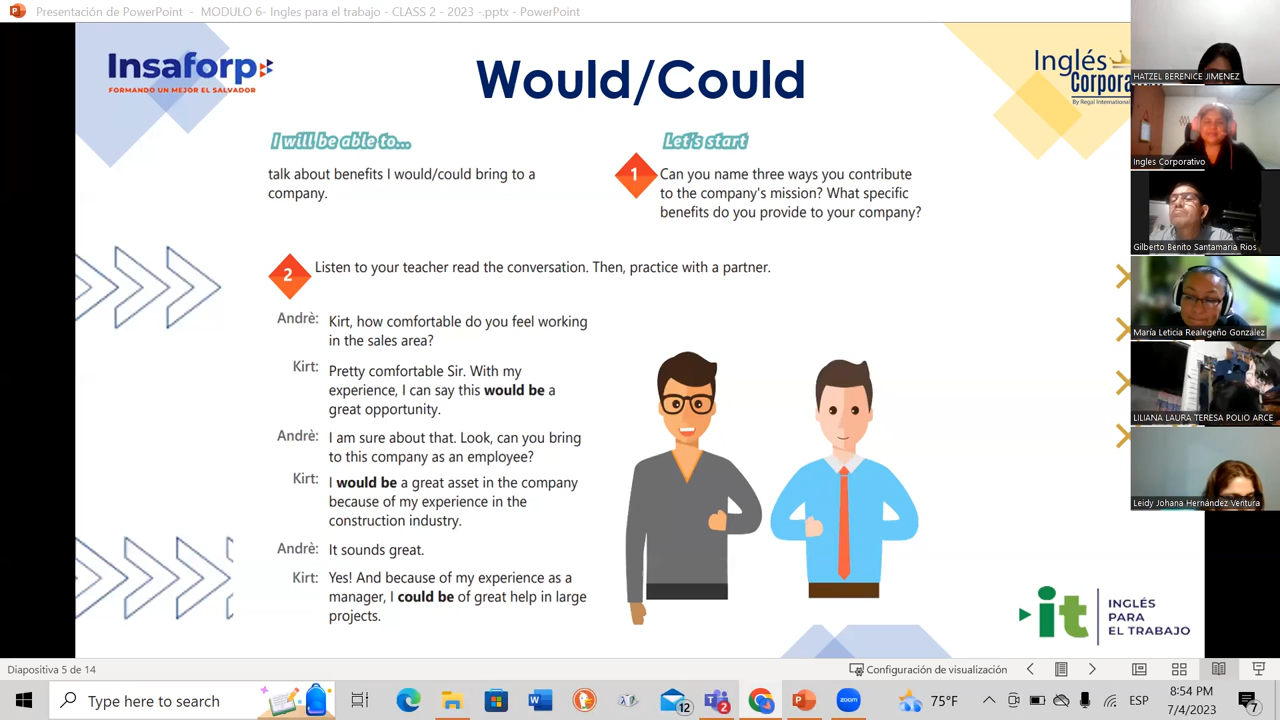 Presentación de PowerPoint - MODULO 6- Ingles para el trabajo - CLASS 2 - 2023 -.pptx - PowerPoint
Insaforp
FORMANDO UN MEJOR EL SALVADOR
Would/Could
Inglés
Corpora
By Regal International
I will be able to...
talk about benefits I would/could bring to a
company.
Let's start
1
Can you name three ways you contribute
to the company's mission? What specific
benefits do you provide to your company?
2
Listen to your teacher read the conversation. Then, practice with a partner.
Andrè: Kirt, how comfortable do you feel working
in the sales area?
Kirt: Pretty comfortable Sir. With my
experience, I can say this would be a
great opportunity.
Andrè: I am sure about that. Look, can you bring
to this company as an employee?
Kirt: I would be a great asset in the company
because of my experience in the
construction industry.
Andrè: It sounds great.
Kirt: Yes! And because of my experience as a
manager, I could be of great help in large
projects.
it
INGLÉS
PARA
EL TRABAJO
HATZEL BERENICE JIMENEZ
Ingles Corporativo
Gilberto Benito Santamaria Rios
María Leticia Realegeño González
LILIANA LAURA TERESA POLIO ARCE
Leidy Johana Hernández Ventura
Diapositiva 5 de 14
Configuración de visualización
Type here to search
12
2
zoom
75°F
ESP
8:54 PM
7/4/2023
7